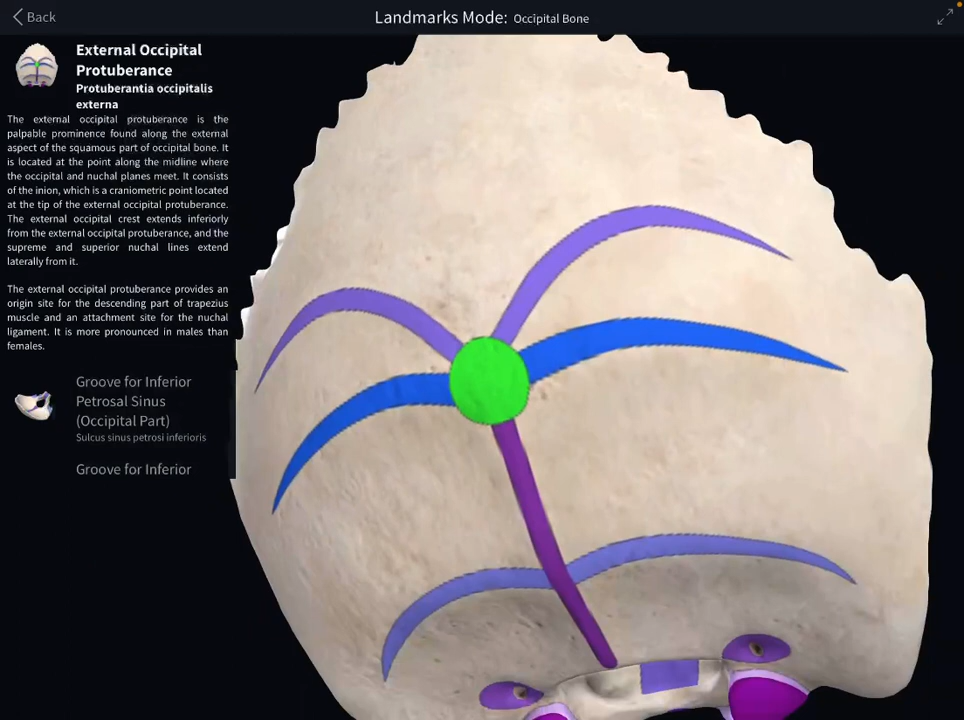 Back
Landmarks Mode: Occipital Bone
External Occipital
Protuberance
Protuberantia occipitalis
externa
The external occipital protuberance is the
palpable prominence found along the external
aspect of the squamous part of occipital bone. It
is located at the point along the midline where
the occipital and nuchal planes meet. It consists
of the inion, which is a craniometric point located
at the tip of the external occipital protuberance.
The external occipital crest extends inferiorly
from the external occipital protuberance, and the
supreme and superior nuchal lines extend
laterally from it.
The external occipital protuberance provides an
origin site for the descending part of trapezius
muscle and an attachment site for the nuchal
ligament. It is more pronounced in males than
females.
Groove for Inferior
Petrosal Sinus
(Occipital Part)
Sulcus sinus petrosi inferioris
Groove for Inferior